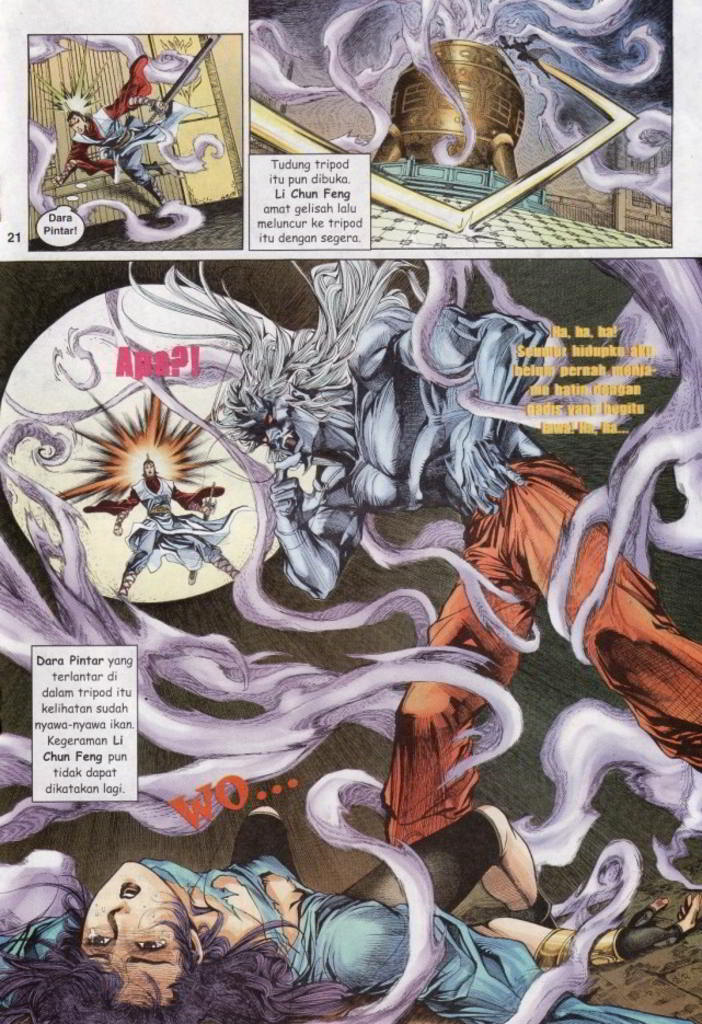 Dara
Pintar!
Tudung tripod
itu pun dibuka.
Li Chun Feng
amat gelisah lalu
meluncur ke tripod
itu dengan segera.
21
Apa?!
Ha, ha, ha!
Seumur hidupku aku
belum pernah menja-
mu batin dengan
gadis yang begitu
Ha, ha...
Dara Pintar yang
terlantar di
dalam tripod itu
kelihatan sudah
nyawa-nyawa ikan.
Kegeraman Li
Chun Feng pun
tidak dapat
dikatakan lagi.
WO...